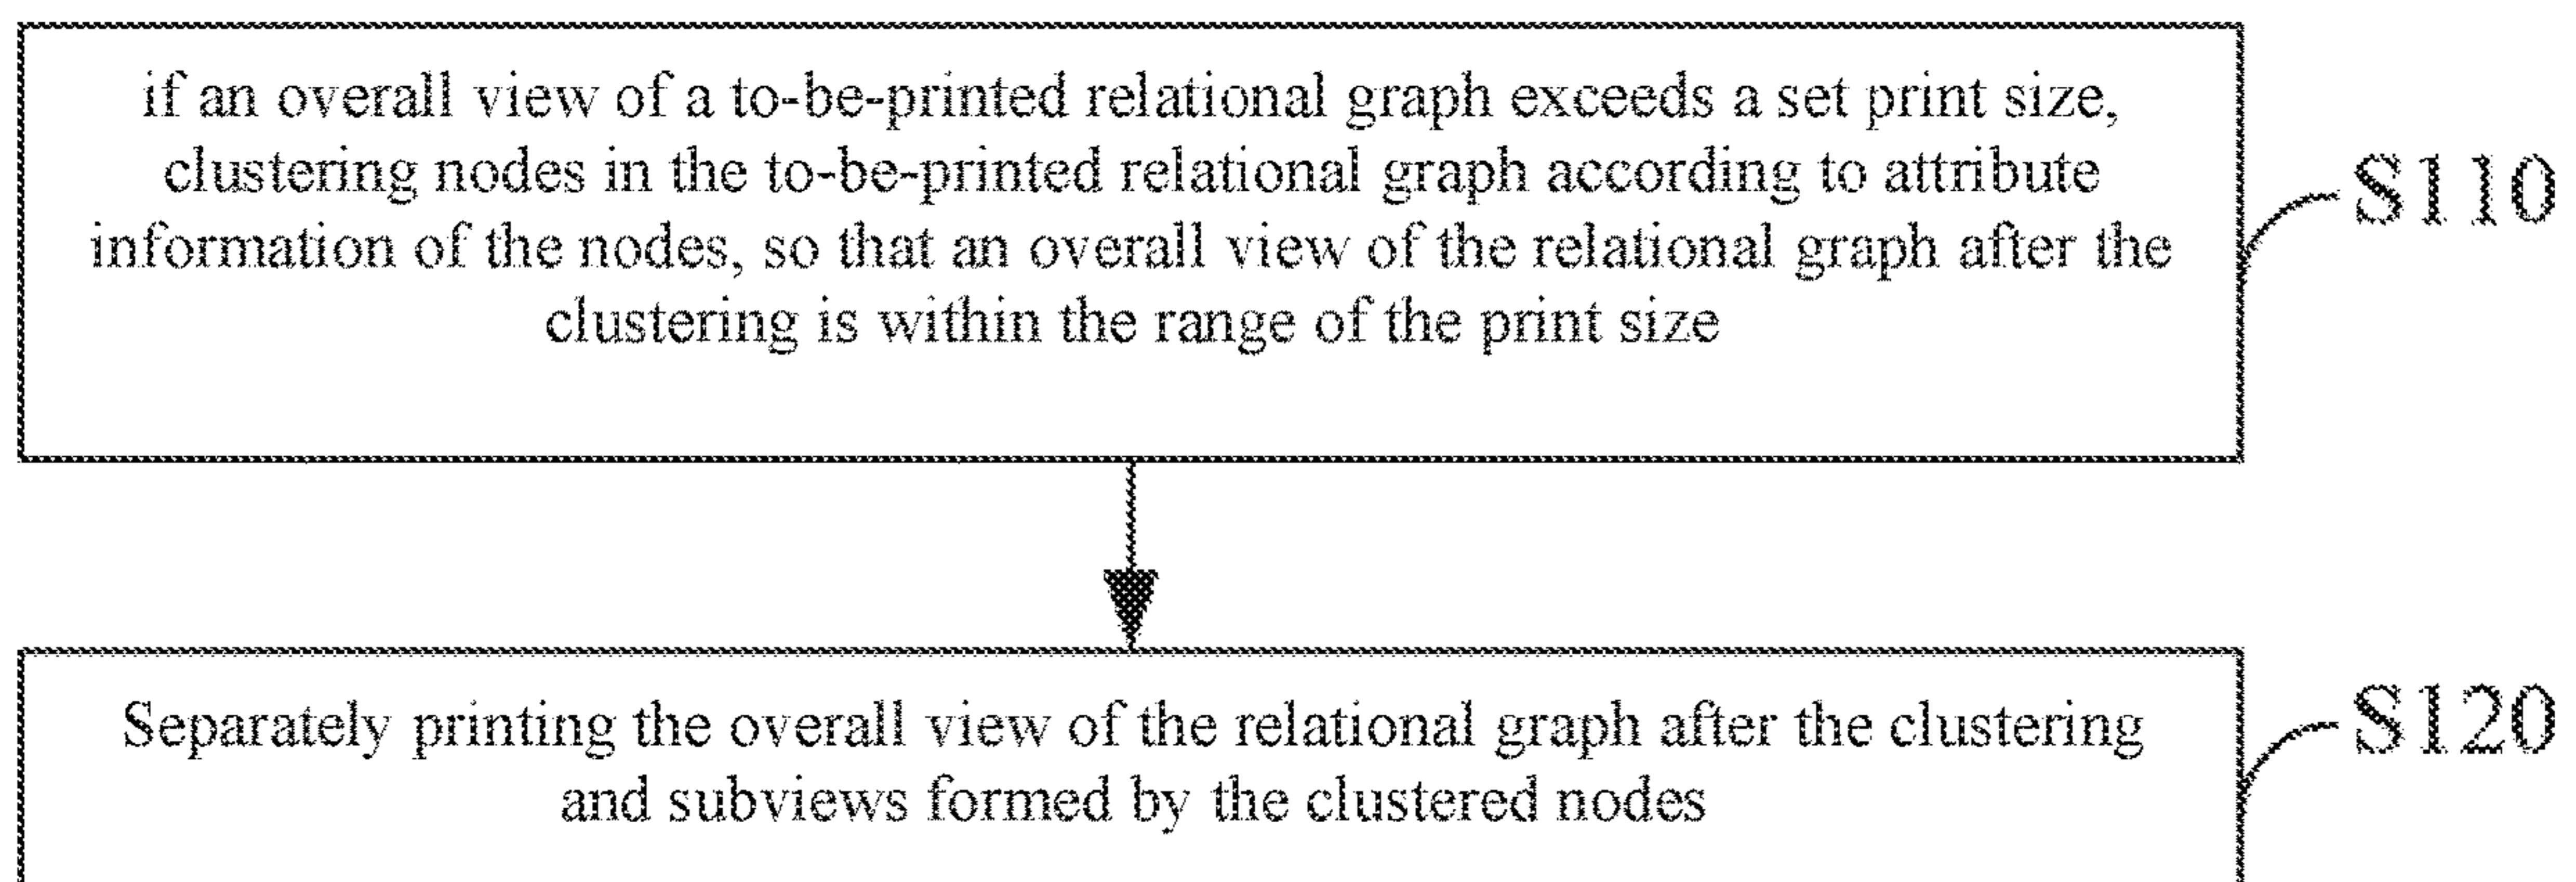 if an overall view of a to-be-printed relational graph exceeds a set print size,
clustering nodes in the to-be-printed relational graph according to attribute
information of the nodes, so that an overall view of the relational graph after the
clustering is within the range of the print size
S110
Separately printing the overall view of the relational graph after the clustering
and subviews formed by the clustered nodes
S120